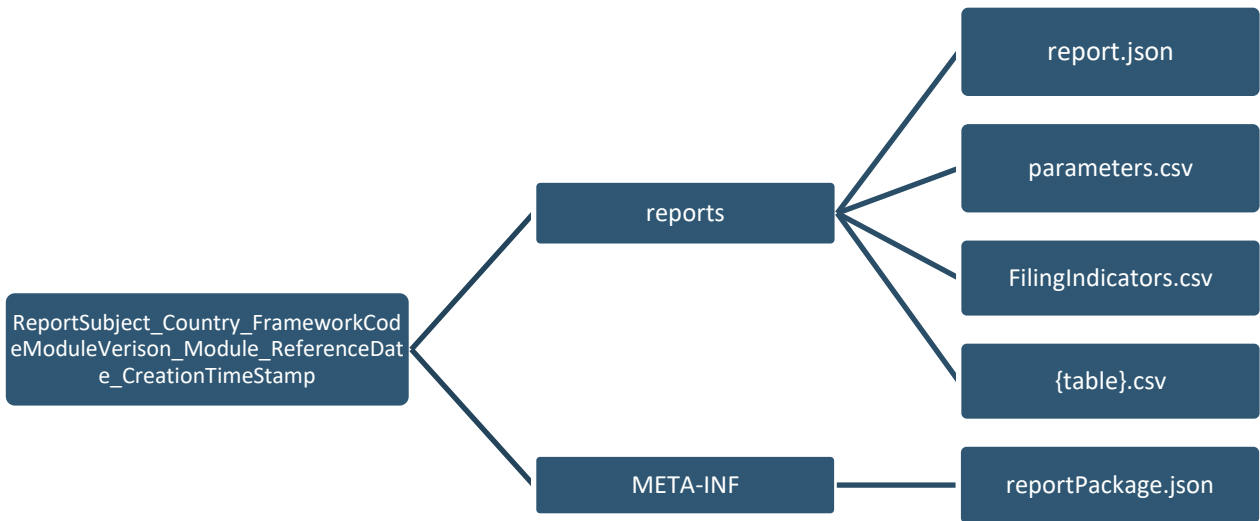 report.json
parameters.csv
reports
FilingIndicators.csv
ReportSubject_Country_FrameworkCod
eModuleVerison_Module_ReferenceDat
e_CreationTimeStamp
{table}.csv
META-INF
reportPackage.json